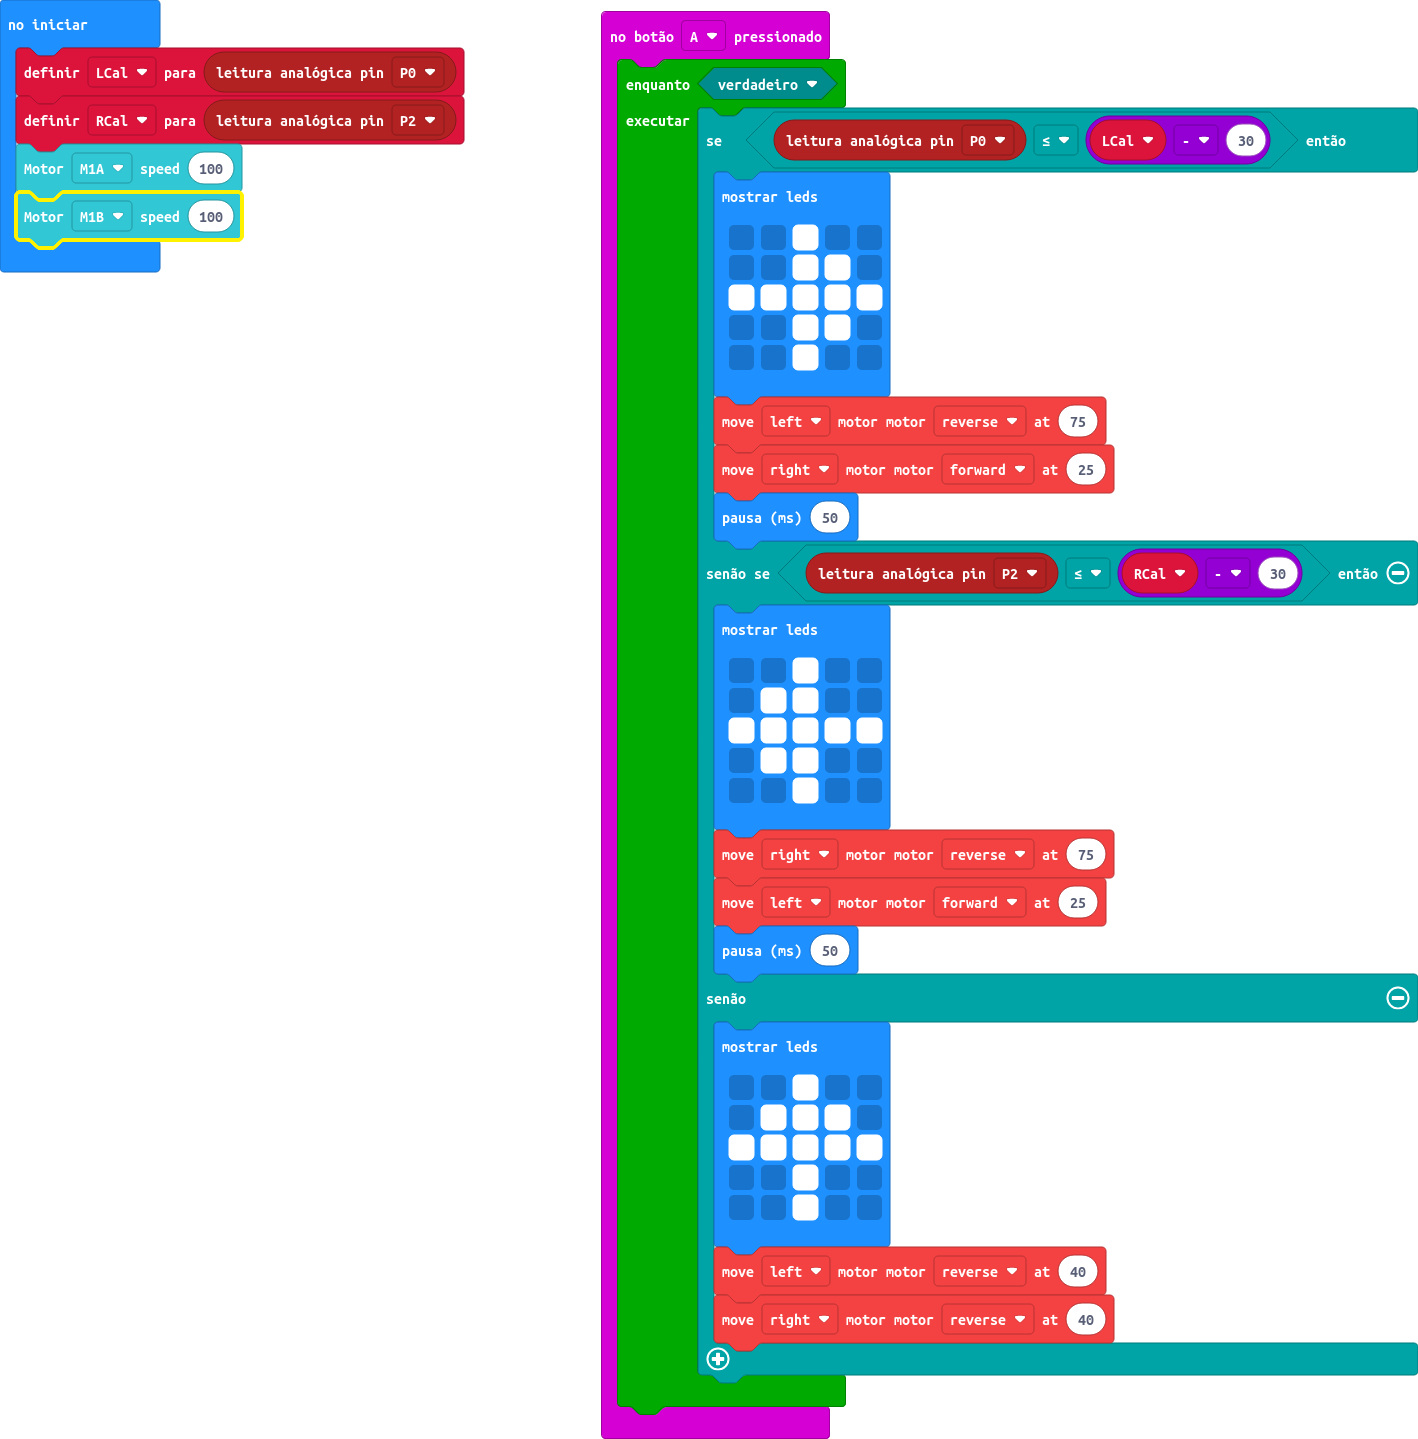 no iniciar
definir LCal para leitura analógica pin P0
definir RCal para leitura analógica pin P2
Motor M1A speed 100
Motor M1B speed 100
no botão A pressionado
enquanto verdadeiro
executar
se leitura analógica pin P0 ≤ LCal - 30 então
mostrar leds
move left motor motor reverse at 75
move right motor motor forward at 25
pausa (ms) 50
senão se leitura analógica pin P2 ≤ RCal - 30 então
mostrar leds
move right motor motor reverse at 75
move left motor motor forward at 25
pausa (ms) 50
senão
mostrar leds
move left motor motor reverse at 40
move right motor motor reverse at 40